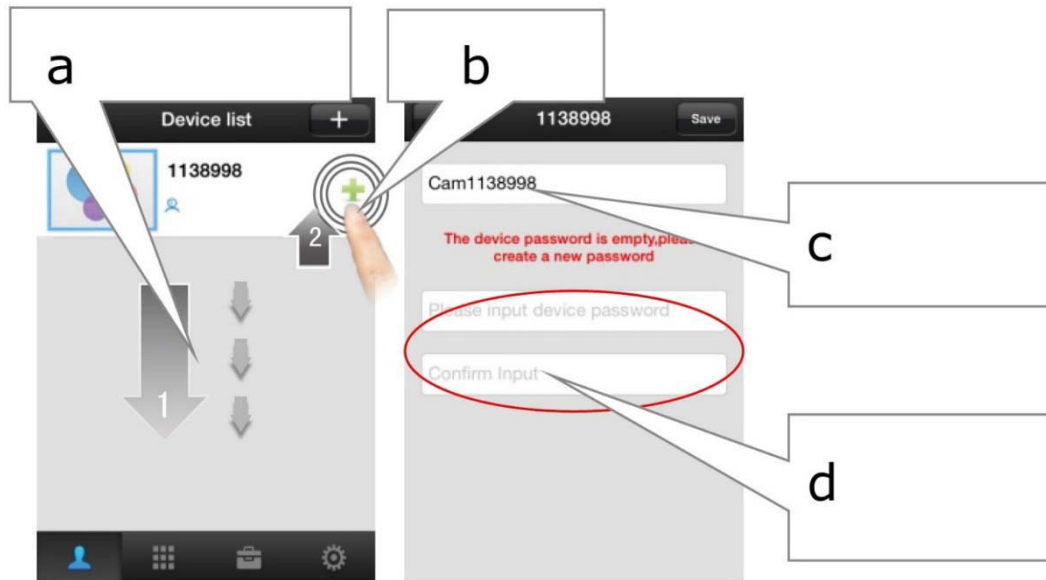 a
b
Device list
+
1138998
2
1
1138998
Save
Cam1138998
The device password is empty,plea
create a new password
Please input device password
Confirm Input
c
d